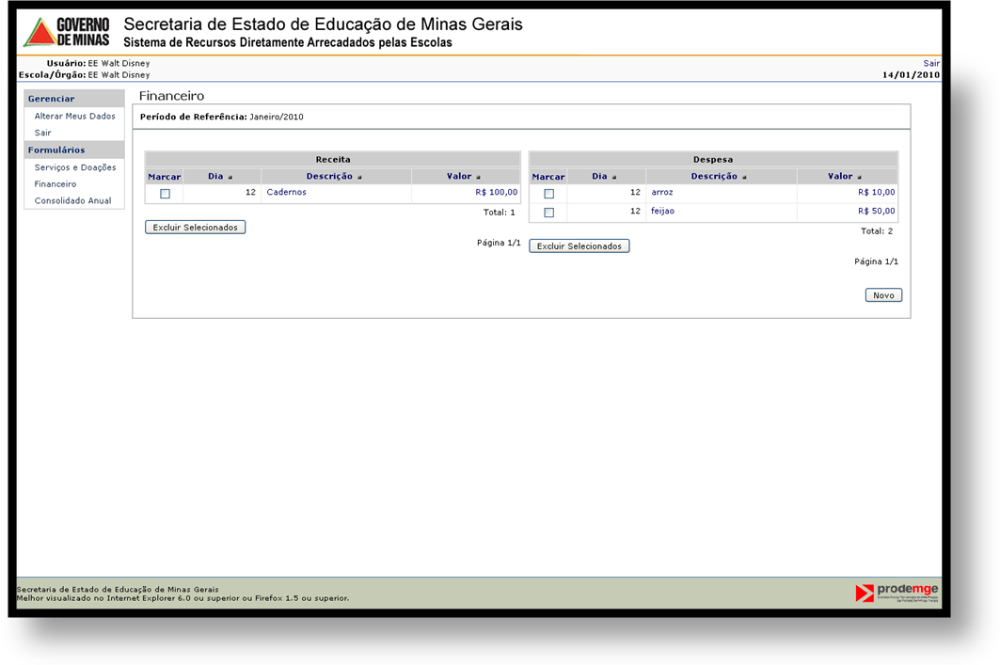 GOVERNO
DE MINAS
Secretaria de Estado de Educação de Minas Gerais
Sistema de Recursos Diretamente Arrecadados pelas Escolas
Usuário: EE Walt Disney
Sair
Escola/Órgão: EE Walt Disney
14/01/2010
Gerenciar
Alterar Meus Dados
Sair
Formulários
Serviços e Doações
Financeiro
Consolidado Anual
Financeiro
Período de Referência: Janeiro/2010
Receita
Marcar Dia Descrição Valor
12 Cadernos R$ 100,00
Total: 1
Excluir Selecionados
Página 1/1
Despesa
Marcar Dia Descrição Valor
12 arroz R$ 10,00
12 feijao R$ 50,00
Total: 2
Excluir Selecionados
Página 1/1
Novo
Secretaria de Estado de Educação de Minas Gerais
Melhor visualizado no Internet Explorer 6.0 ou superior ou Firefox 1.5 ou superior.
prodemge